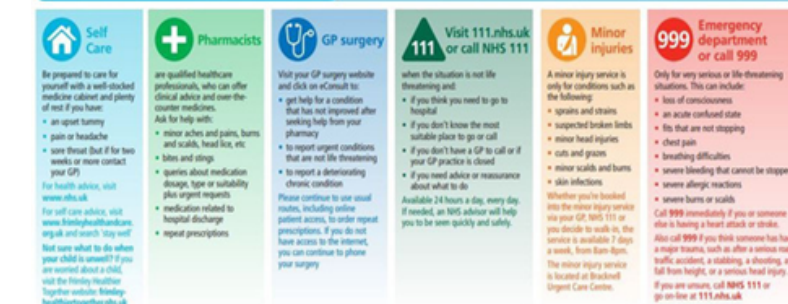 Self
Care
Be prepared to care for
yourself with a well-stocked
medicine cabinet and plenty
of rest if you have:
• an upset tummy
• pain or headache
• sore throat (but if for two
weeks or more contact
your GP)
For health advice, visit
www.nhs.uk
For self care advice, visit
www.frimleyhealthandcare.
org.uk and search 'stay well'
Not sure what to do when
your child is unwell? If you
are worried about a child,
visit the Frimley Healthier
Together website: frimley-
healthiertogether.nhs.uk
Pharmacists
are qualified healthcare
professionals, who can offer
clinical advice and over-the-
counter medicines.
Ask for help with:
• minor aches and pains, burns
and scalds, head lice, etc
• bites and stings
• queries about medication
dosage, type or suitability
plus urgent requests
• medication related to
hospital discharge
• repeat prescriptions
GP surgery
Visit your GP surgery website
and click on eConsult to:
• get help for a condition
that has not improved after
seeking help from your
pharmacy
• to report urgent conditions
that are not life threatening
• to report a deteriorating
chronic condition
Please continue to use usual
routes, including online
patient access, to order repeat
prescriptions. If you do not
have access to the internet,
you can continue to phone
your surgery
111
Visit 111.nhs.uk
or call NHS 111
when the situation is not life
threatening and:
• if you think you need to go to
hospital
• if you don't know the most
suitable place to go or call
• if you don't have a GP to call or if
your GP practice is closed
• if you need advice or reassurance
about what to do
Available 24 hours a day, every day.
If needed, an NHS advisor will help
you to be seen quickly and safely.
Minor
injuries
A minor injury service is
only for conditions such as
the following:
• sprains and strains
• suspected broken limbs
• minor head injuries
• cuts and grazes
• minor scalds and burns
• skin infections
Whether you're booked
into the minor injury service
via your GP, NHS 111 or
you decide to walk in, the
service is available 7 days
a week, from 8am-8pm.
The minor injury service
is located at Bracknell
Urgent Care Centre.
999
Emergency
department
or call 999
Only for very serious or life-threatening
situations. This can include:
• loss of consciousness
• an acute confused state
• fits that are not stopping
• chest pain
• breathing difficulties
• severe bleeding that cannot be stopped
• severe allergic reactions
• severe burns or scalds
Call 999 immediately if you or someone
else is having a heart attack or stroke.
Also call 999 if you think someone has had
a major trauma, such as after a serious road
traffic accident, a stabbing, a shooting, a
fall from height, or a serious head injury.
If you are unsure, call NHS 111 or
go on-line at 111.nhs.uk